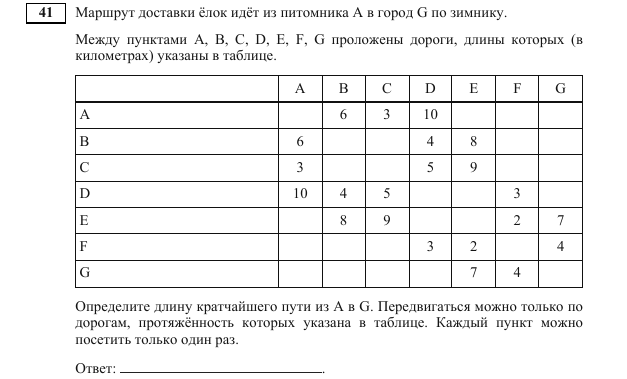 41 Маршрут доставки ёлок идёт из питомника А в город G по зимнику.
Между пунктами A, B, C, D, E, F, G проложены дороги, длины которых (в
километрах) указаны в таблице.
A B C D E F G
A 6 3 10
B 6 4 8
C 3 5 9
D 10 4 5 3
E 8 9 2 7
F 3 2 4
G 7 4
Определите длину кратчайшего пути из А в G. Передвигаться можно только по
дорогам, протяжённость которых указана в таблице. Каждый пункт можно
посетить только один раз.
Ответ: ___________________________.